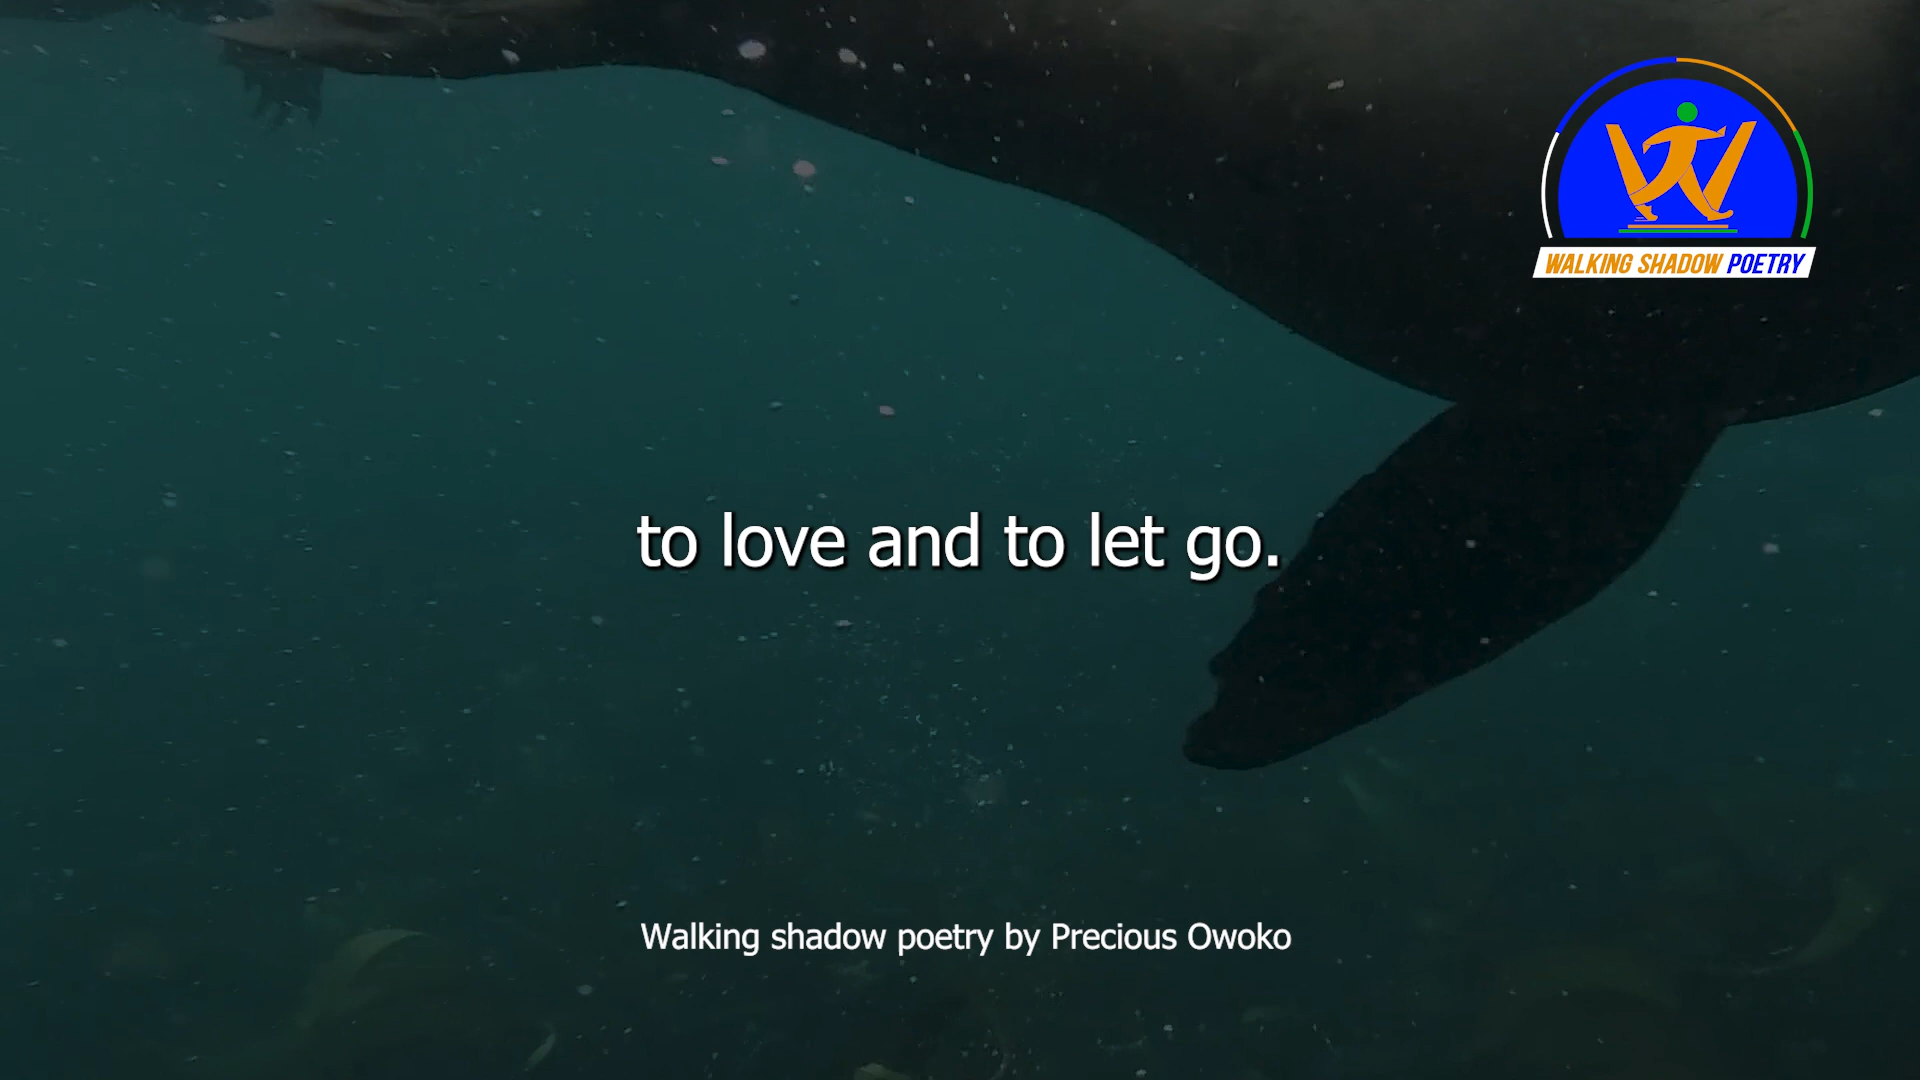 WALKING SHADOW POETRY
to love and to let go.
Walking shadow poetry by Precious Owoko